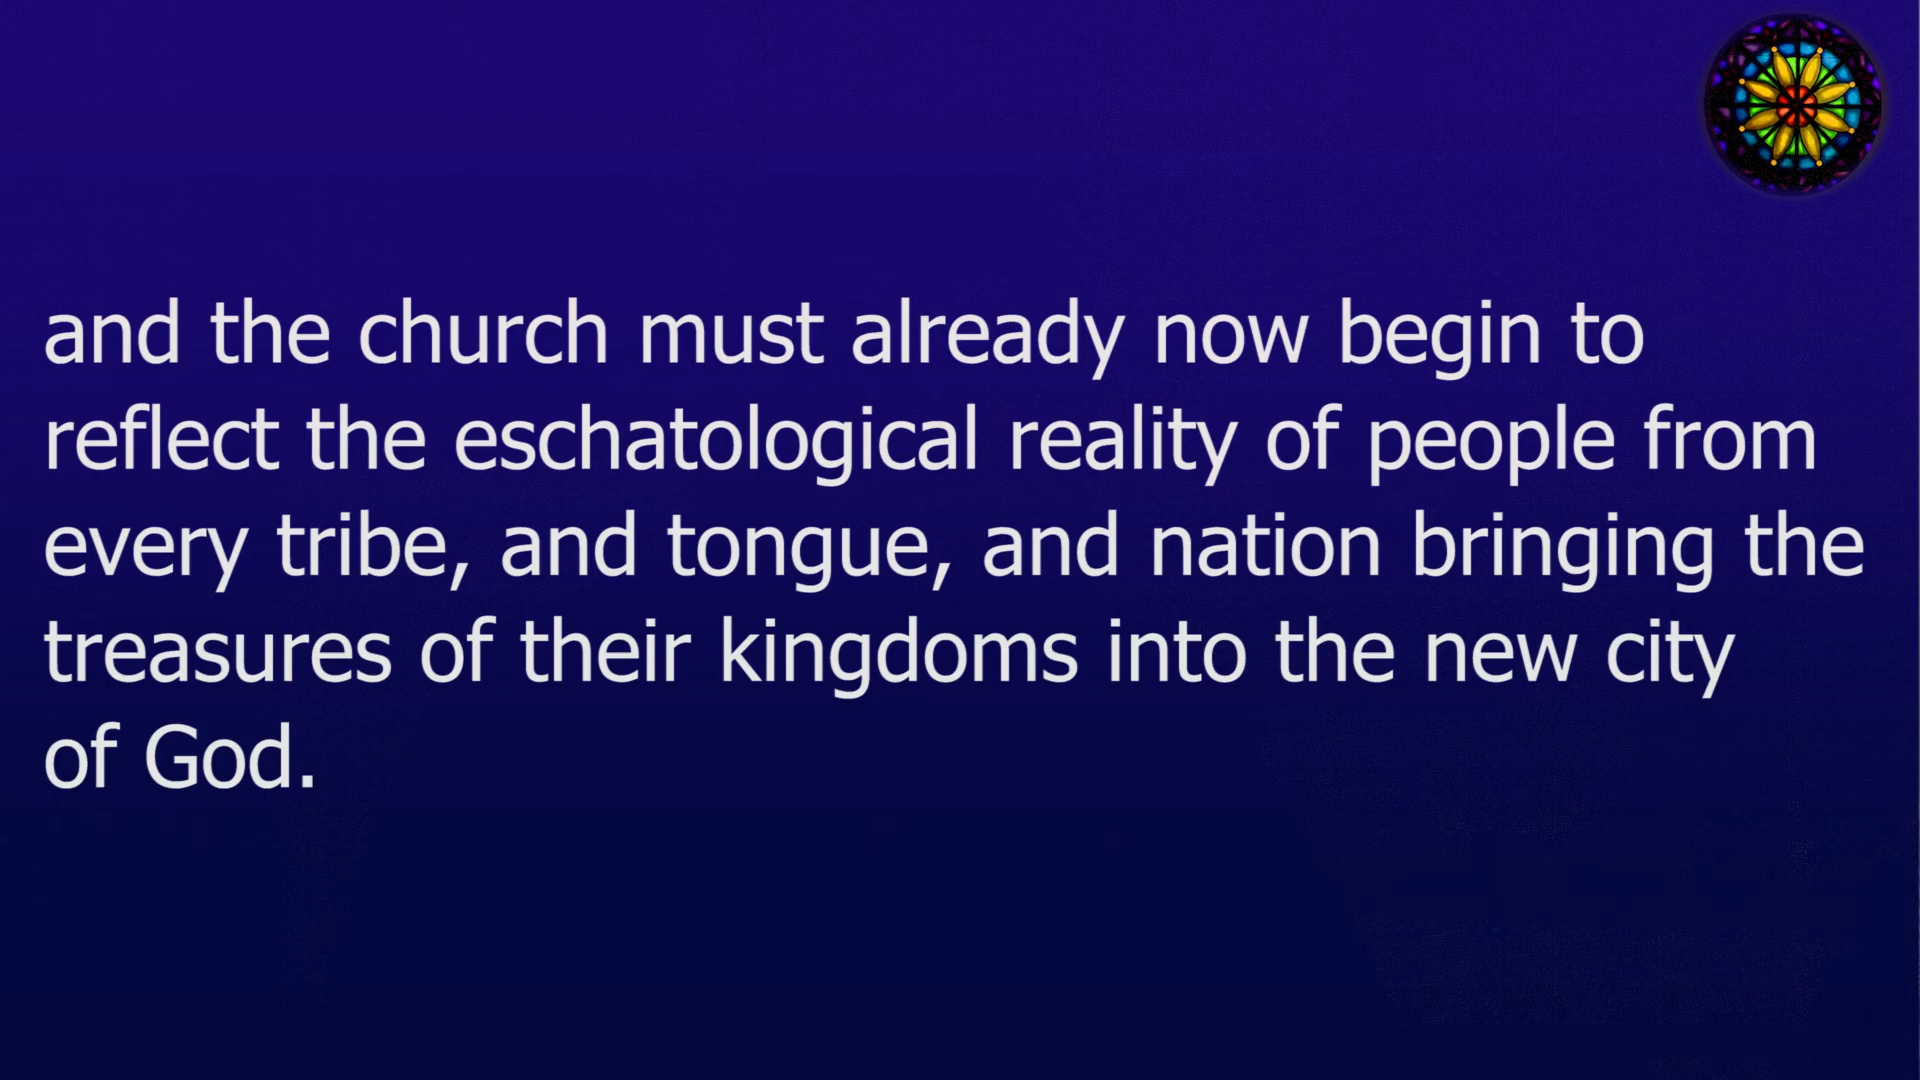 and the church must already now begin to
reflect the eschatological reality of people from
every tribe, and tongue, and nation bringing the
treasures of their kingdoms into the new city
of God.